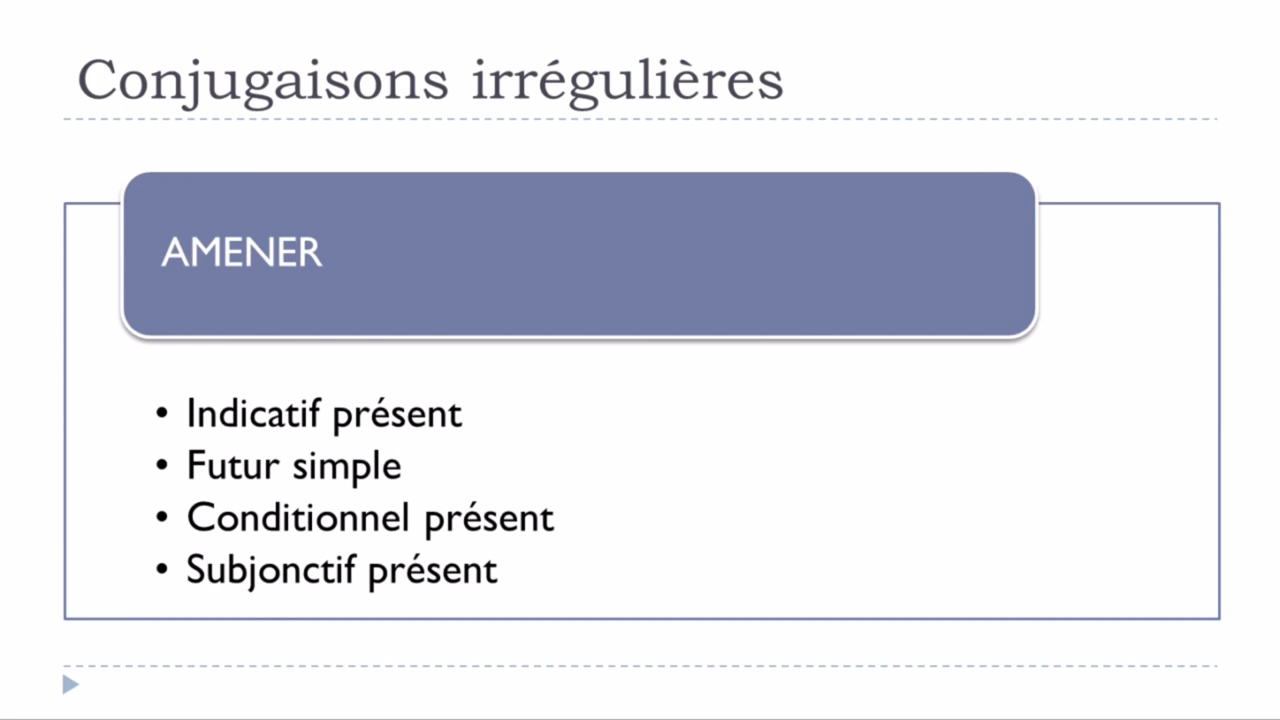 Conjugaisons irrégulières
AMENER
• Indicatif présent
• Futur simple
• Conditionnel présent
• Subjonctif présent